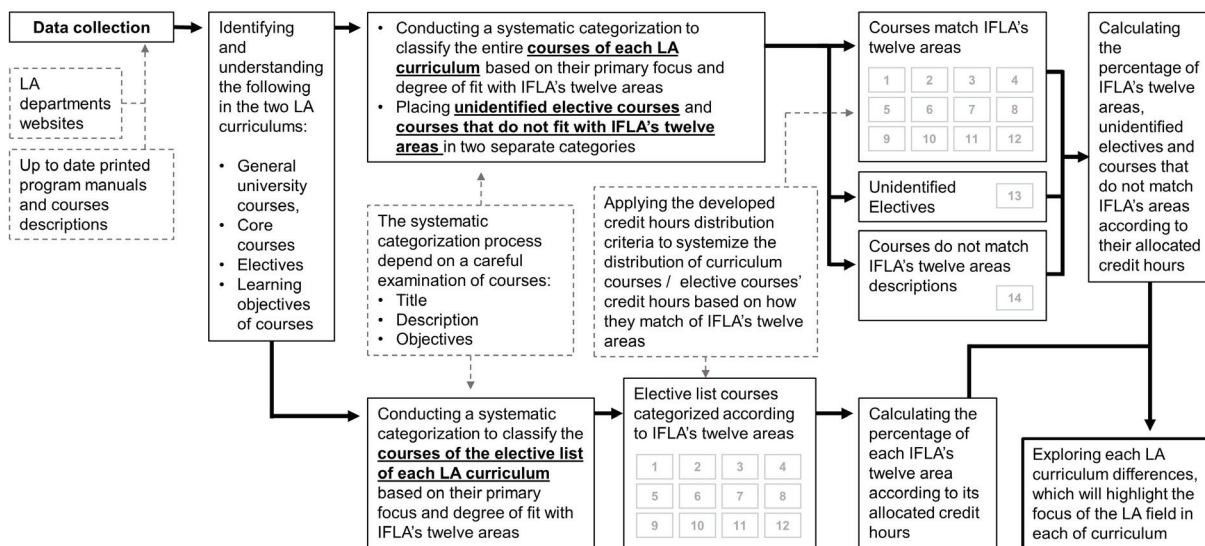 Data collection
LA
departments
websites
Up to date printed
program manuals
and courses
descriptions
Identifying
and
understanding
the following
in the two LA
curriculums:
• General
university
courses,
• Core
courses
• Electives
• Learning
objectives
of courses
• Conducting a systematic categorization to
classify the entire courses of each LA
curriculum based on their primary focus and
degree of fit with IFLA's twelve areas
• Placing unidentified elective courses and
courses that do not fit with IFLA's twelve
areas in two separate categories
The systematic
categorization process
depend on a careful
examination of courses:
• Title
• Description
• Objectives
Applying the developed
credit hours distribution
criteria to systemize the
distribution of curriculum
courses / elective courses'
credit hours based on how
they match of IFLA's twelve
areas
Courses match IFLA's
twelve areas
1 2 3 4
5 6 7 8
9 10 11 12
Unidentified
Electives
13
Courses do not match
IFLA's twelve areas
descriptions
14
Calculating
the
percentage of
IFLA's twelve
areas,
unidentified
electives and
courses that
do not match
IFLA's areas
according to
their allocated
credit hours
Conducting a systematic
categorization to classify the
courses of the elective list
of each LA curriculum
based on their primary
focus and degree of fit with
IFLA's twelve areas
Elective list courses
categorized according
to IFLA's twelve areas
1 2 3 4
5 6 7 8
9 10 11 12
Calculating the
percentage of
each IFLA's
twelve area
according to its
allocated credit
hours
Exploring each LA
curriculum differences,
which will highlight the
focus of the LA field in
each of curriculum